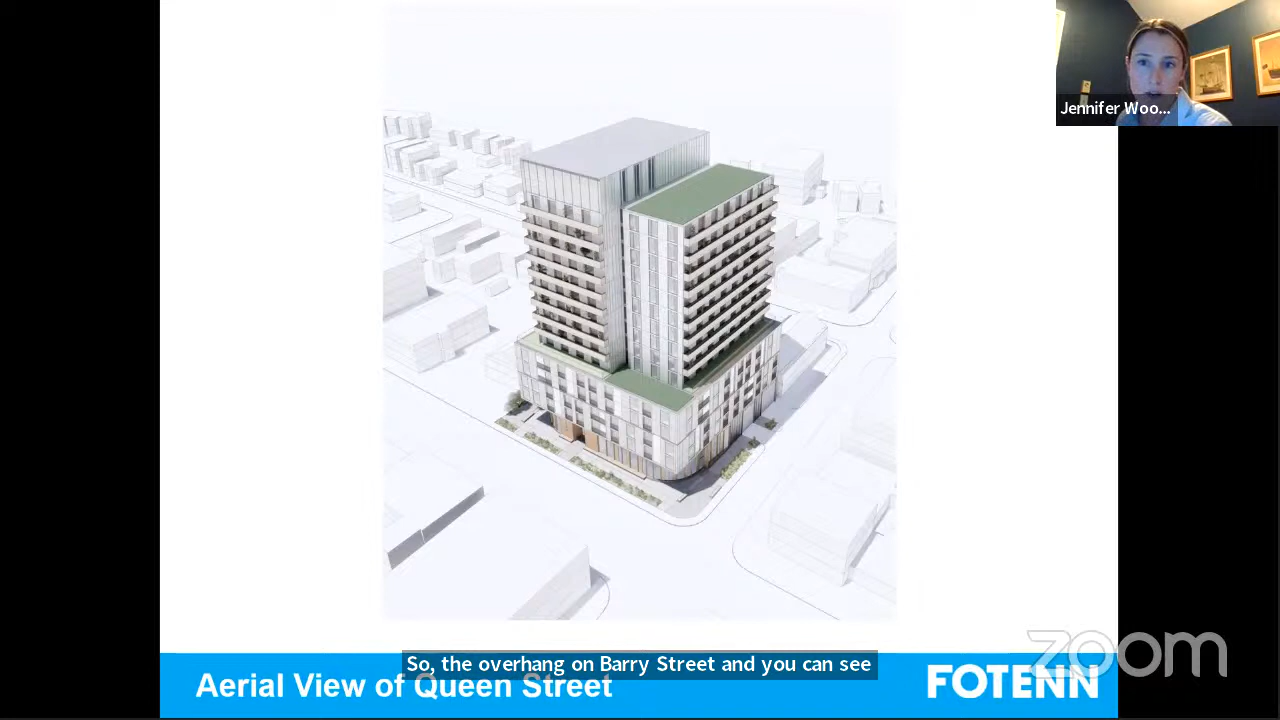 Jennifer Woo...
So, the overhang on Barry Street and you can see
Aerial View of Queen Street
FOTENN
zoom